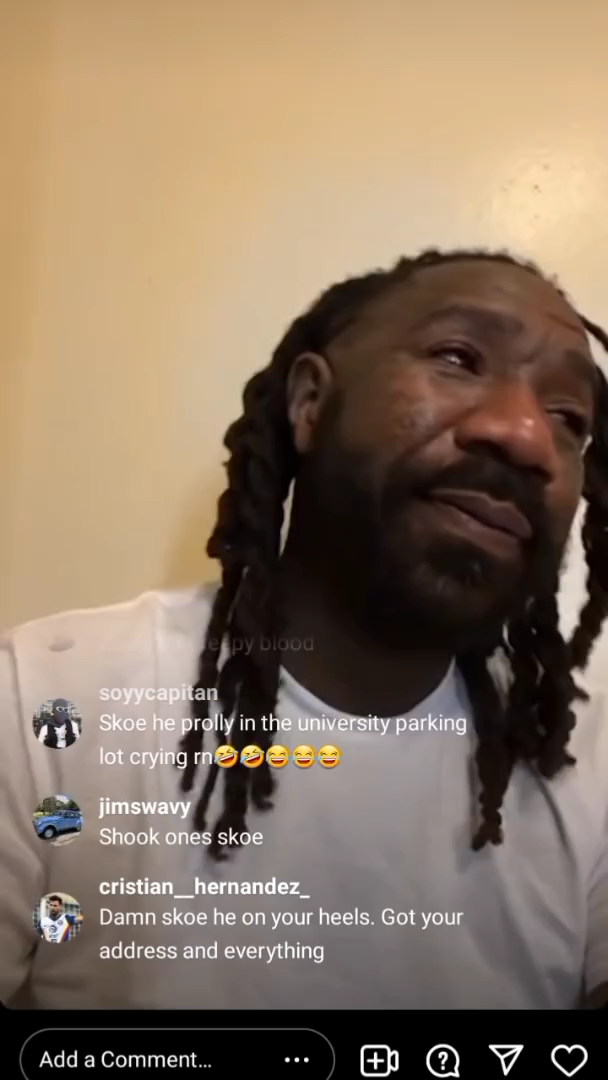 blood
soyycapitan
Skoe he prolly in the university parking
lot crying rn🤣🤣😂😂😂
jimswavy
Shook ones skoe
cristian__hernandez_
Damn skoe he on your heels. Got your
address and everything
Add a Comment...